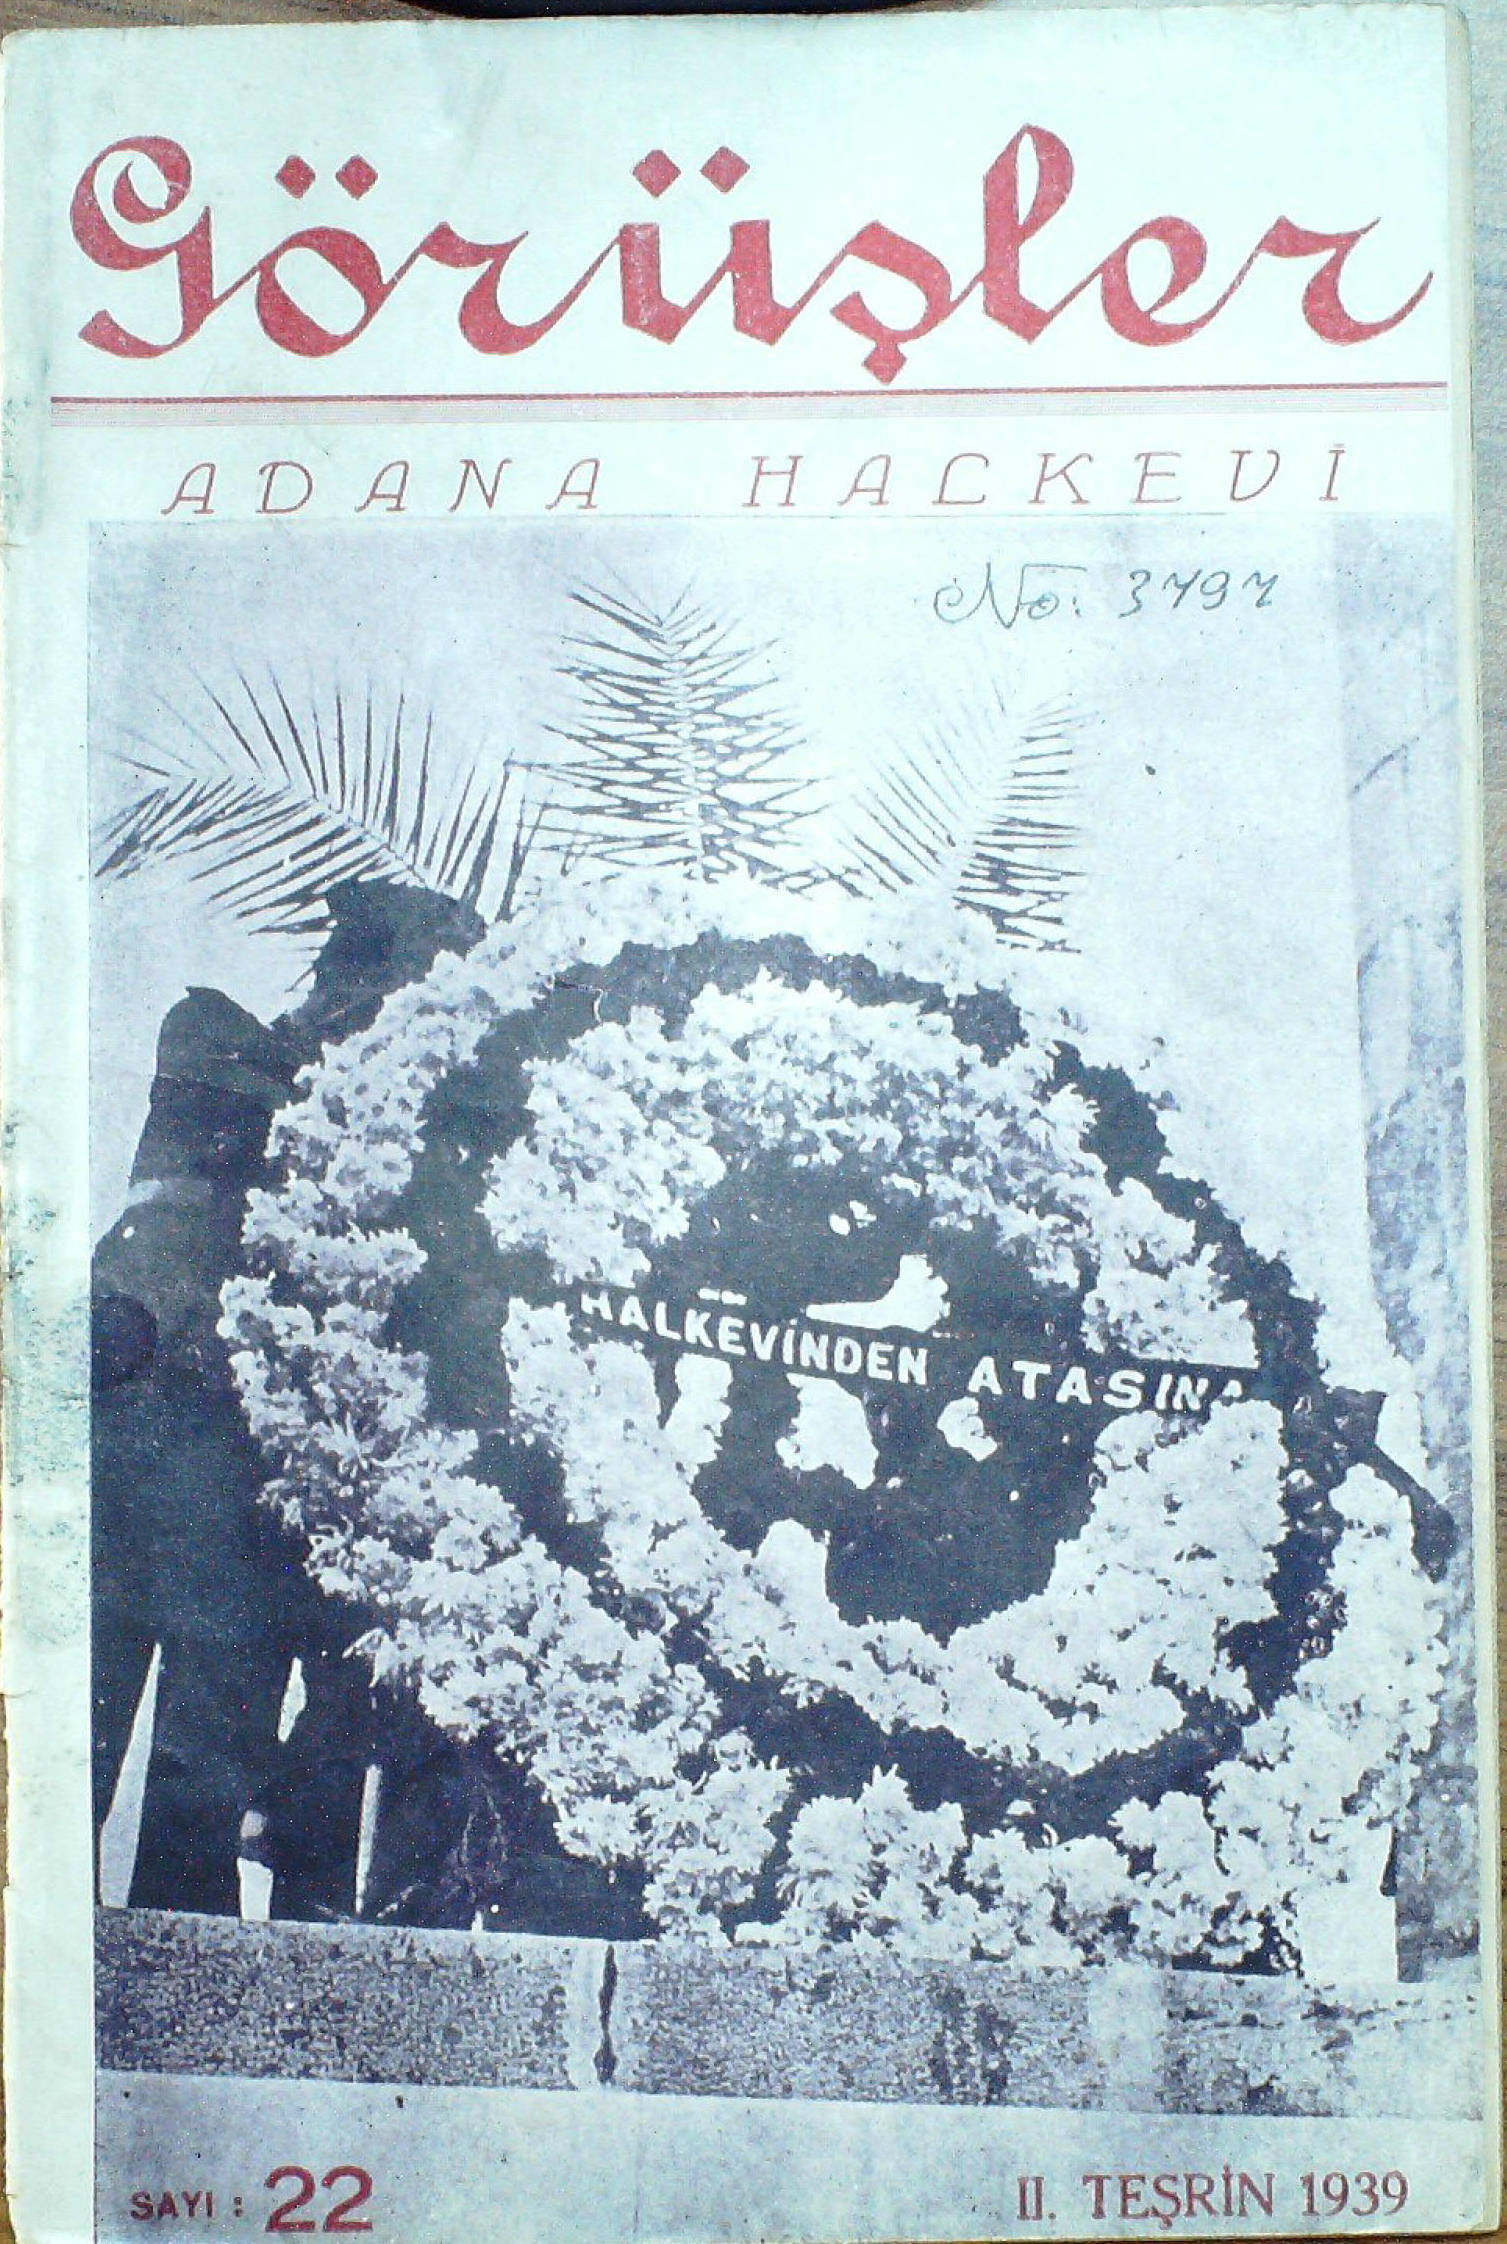 Görüşler
ADANA HALKEVİ
No: 3797
HALKEVİNDEN ATASINA
SAYI : 22
II. TEŞRİN 1939